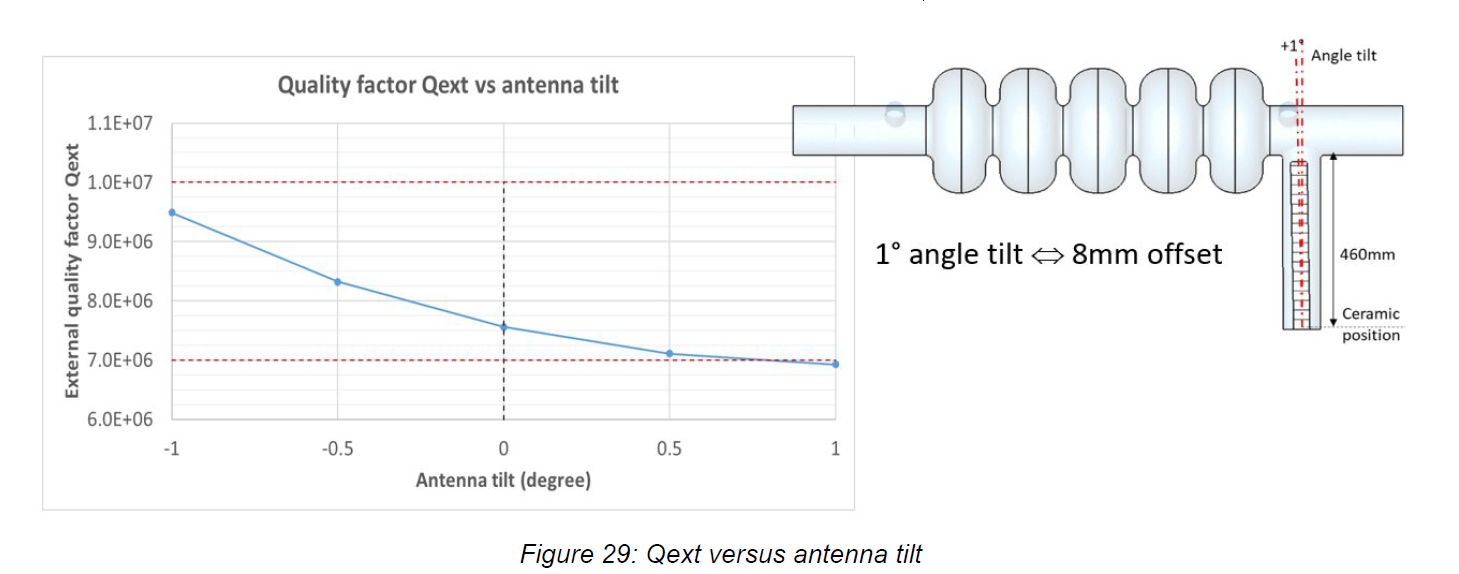 Quality factor Qext vs antenna tilt
External quality factor Qext
1.1E+07
1.0E+07
9.0E+06
8.0E+06
7.0E+06
6.0E+06
-1
-0.5
0
0.5
1
Antenna tilt (degree)
+1°
Angle tilt
1° angle tilt ⇔ 8mm offset
460mm
Ceramic
position
Figure 29: Qext versus antenna tilt